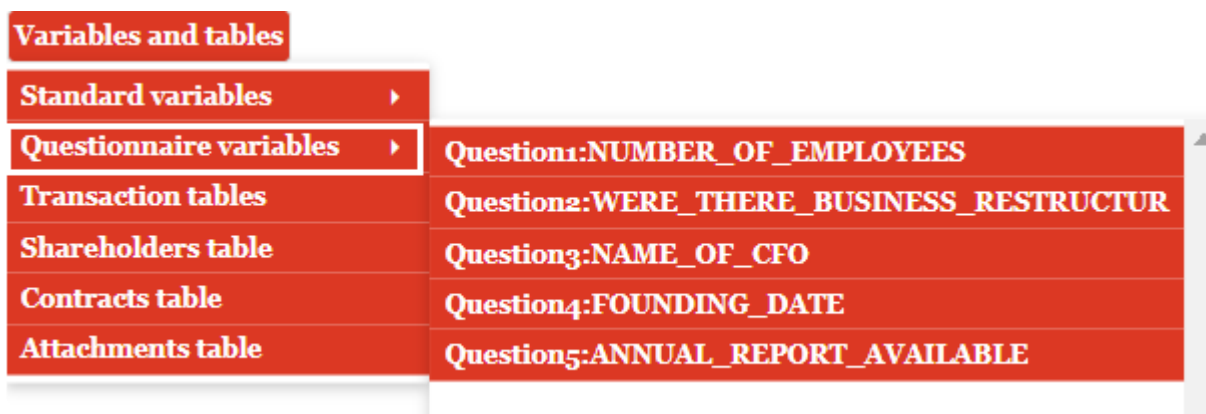 Variables and tables
Standard variables
Questionnaire variables
Transaction tables
Shareholders table
Contracts table
Attachments table
Question1:NUMBER_OF_EMPLOYEES
Question2:WERE_THERE_BUSINESS_RESTRUCTUR
Question3:NAME_OF_CFO
Question4:FOUNDING_DATE
Question5:ANNUAL_REPORT_AVAILABLE